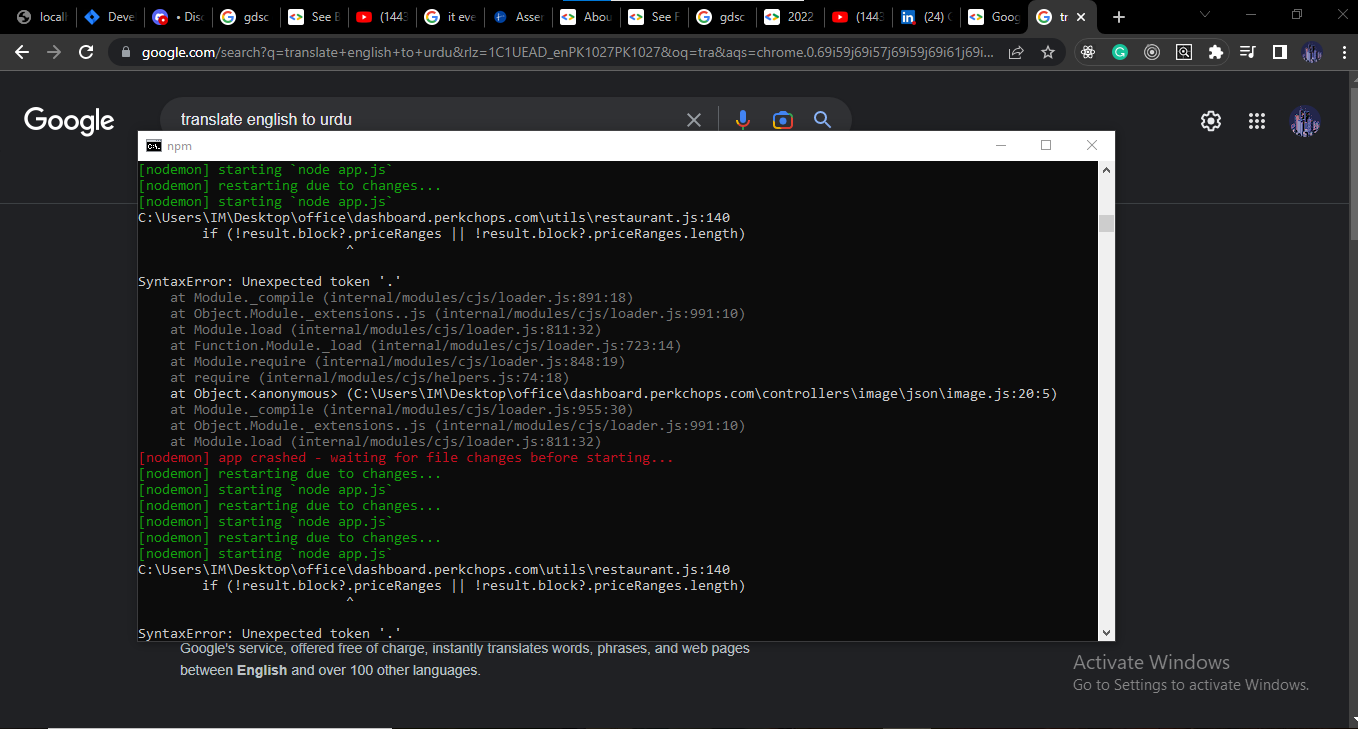 locall
Deve
• Disc
gdsc
See E
(1443
it eve
Asser
Abou
See F
gdsc
2022
(1443
(24)
Goog
tr
google.com/search?q=translate+english+to+urdu&rlz=1C1UEAD_enPK1027PK1027&oq=tra&aqs=chrome.0.69i59j69i57j69i59j69i61j69i...
Google
translate english to urdu
npm
[nodemon] starting `node app.js`
[nodemon] restarting due to changes...
[nodemon] starting `node app.js`
C:\Users\IM\Desktop\office\dashboard.perkchops.com\utils\restaurant.js:140
if (!result.block?.priceRanges || !result.block?.priceRanges.length)
^
SyntaxError: Unexpected token '.'
at Module._compile (internal/modules/cjs/loader.js:891:18)
at Object.Module._extensions..js (internal/modules/cjs/loader.js:991:10)
at Module.load (internal/modules/cjs/loader.js:811:32)
at Function.Module._load (internal/modules/cjs/loader.js:723:14)
at Module.require (internal/modules/cjs/loader.js:848:19)
at require (internal/modules/cjs/helpers.js:74:18)
at Object.<anonymous> (C:\Users\IM\Desktop\office\dashboard.perkchops.com\controllers\image\json\image.js:20:5)
at Module._compile (internal/modules/cjs/loader.js:955:30)
at Object.Module._extensions..js (internal/modules/cjs/loader.js:991:10)
at Module.load (internal/modules/cjs/loader.js:811:32)
[nodemon] app crashed - waiting for file changes before starting...
[nodemon] restarting due to changes...
[nodemon] starting `node app.js`
[nodemon] restarting due to changes...
[nodemon] starting `node app.js`
[nodemon] restarting due to changes...
[nodemon] starting `node app.js`
C:\Users\IM\Desktop\office\dashboard.perkchops.com\utils\restaurant.js:140
if (!result.block?.priceRanges || !result.block?.priceRanges.length)
^
SyntaxError: Unexpected token '.'
Google's service, offered free of charge, instantly translates words, phrases, and web pages
between English and over 100 other languages.
Activate Windows
Go to Settings to activate Windows.